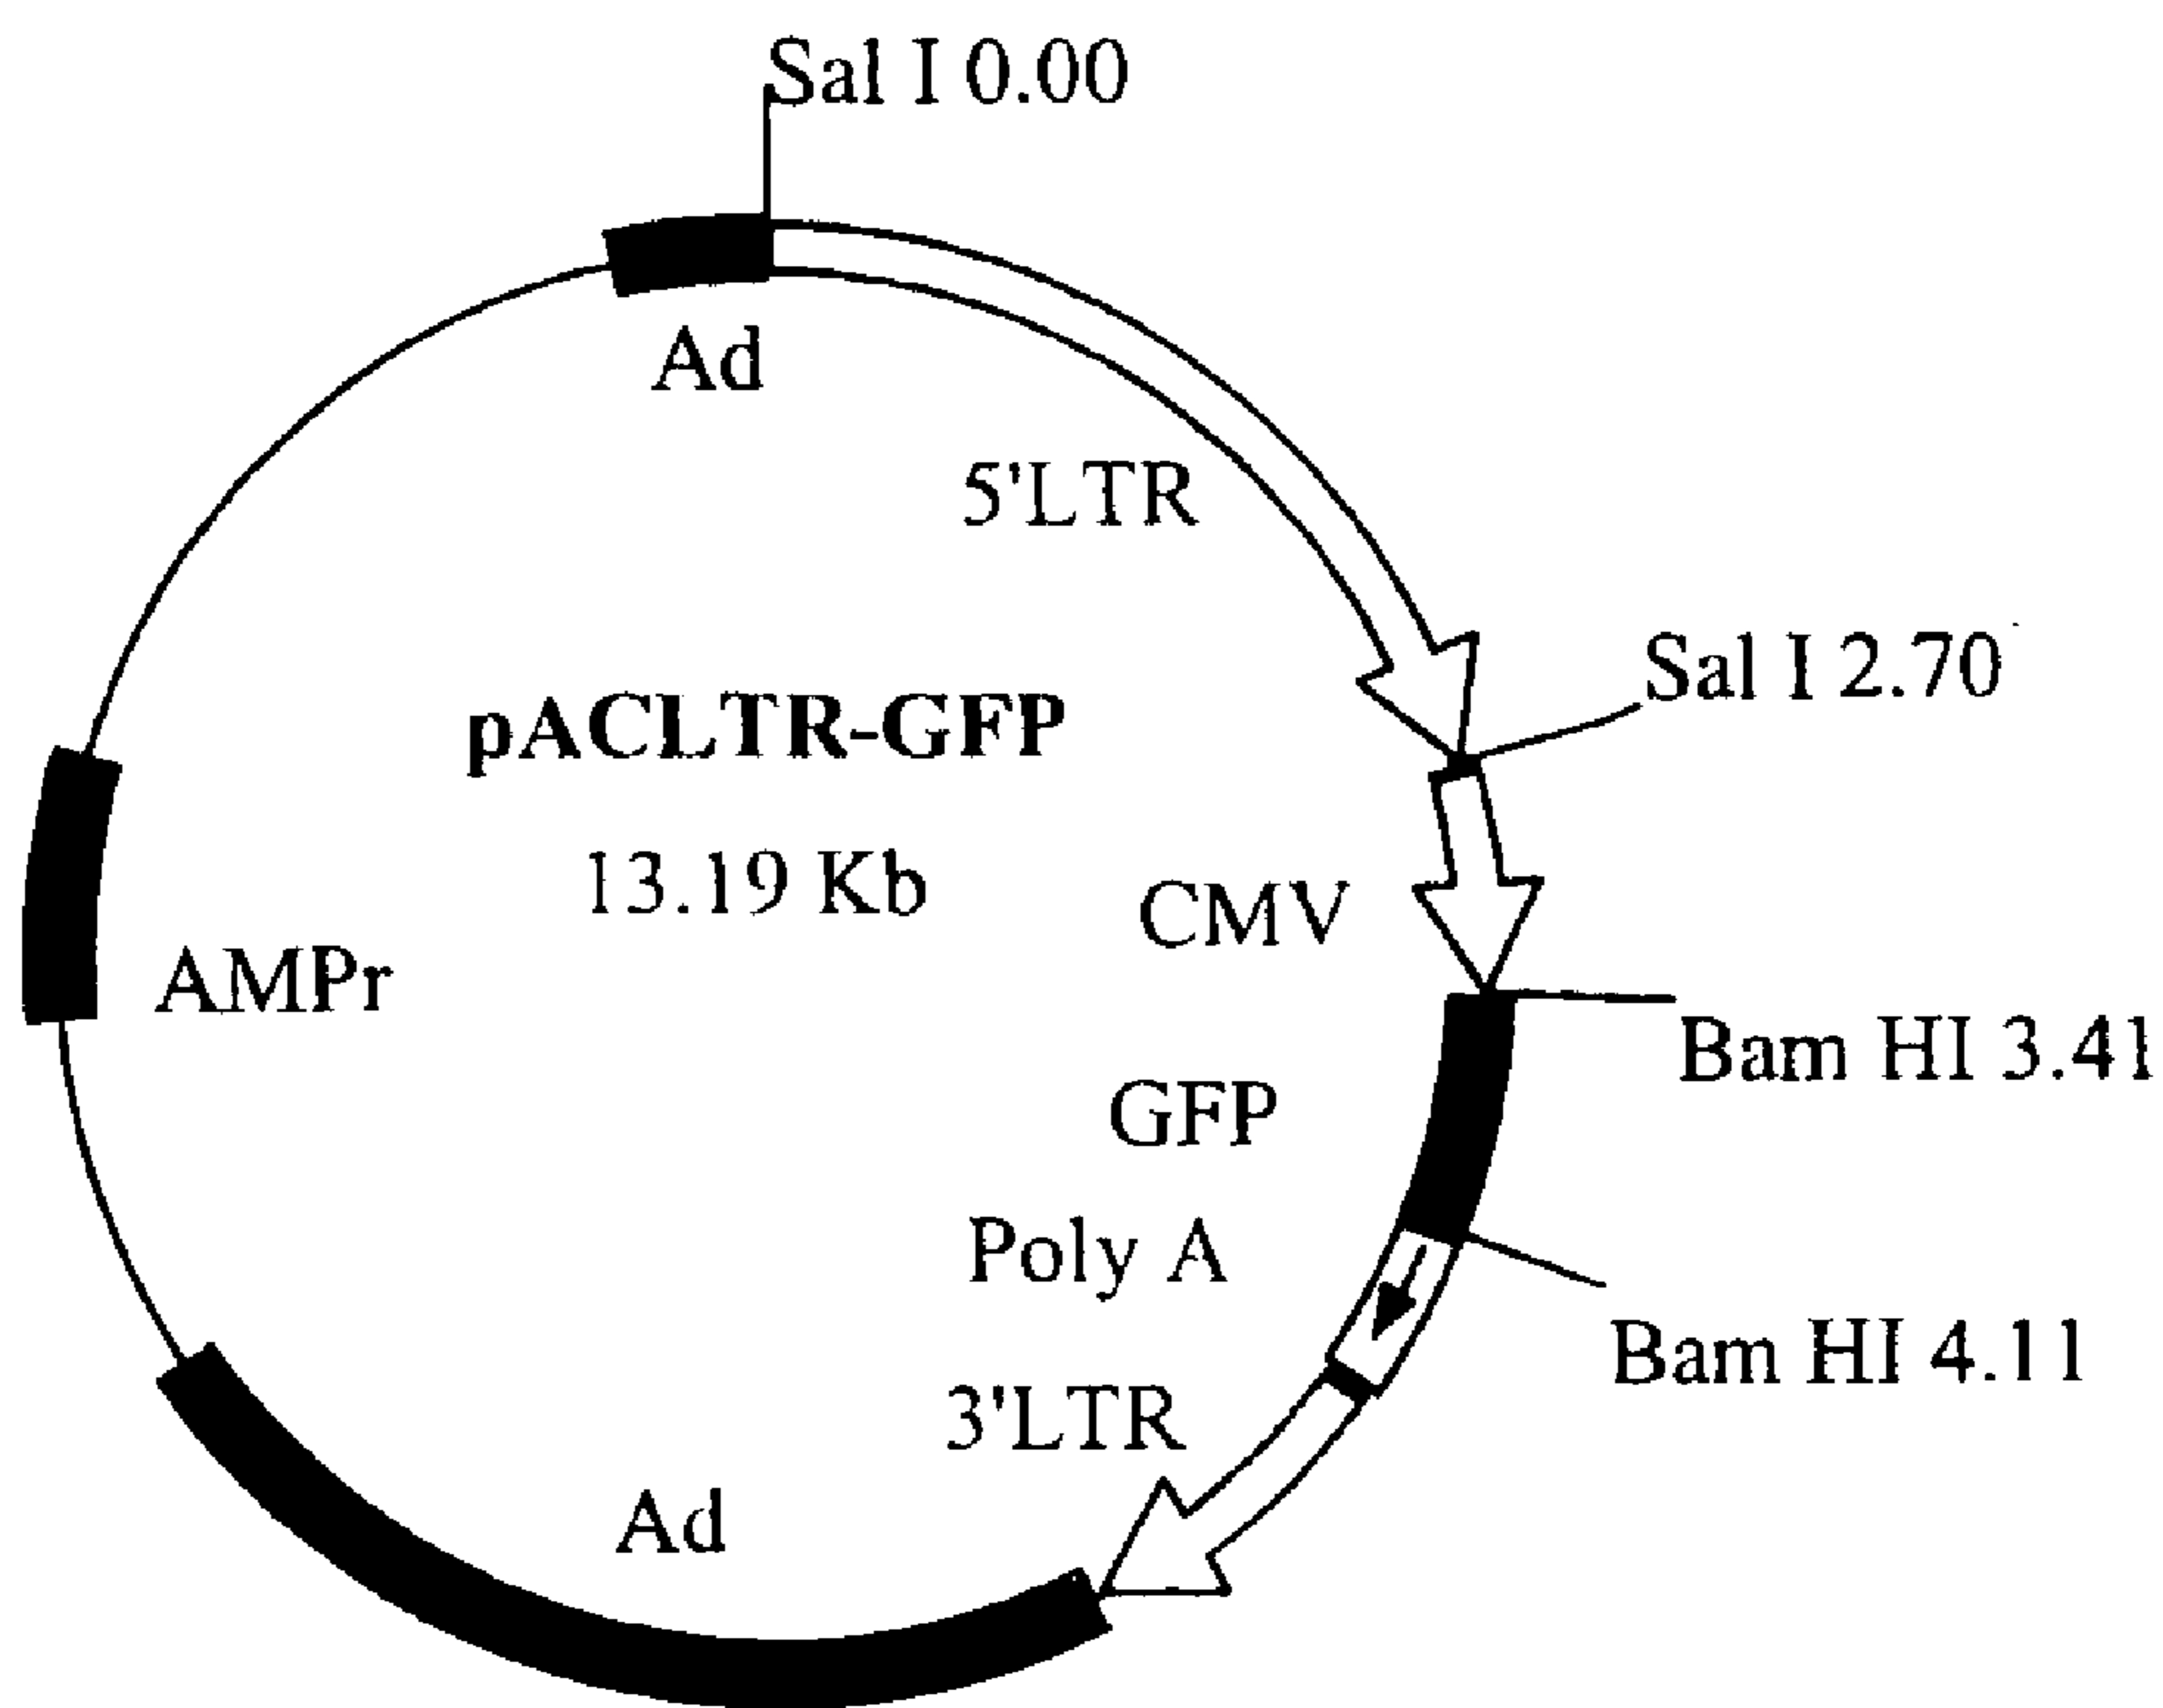 Sal I 0.00
Ad
5'LTR
Sal I 2.70
pACLTR-GFP
13.19 Kb
CMV
AMPr
Bam HI 3.41
GFP
Poly A
Bam HI 4.11
3'LTR
Ad